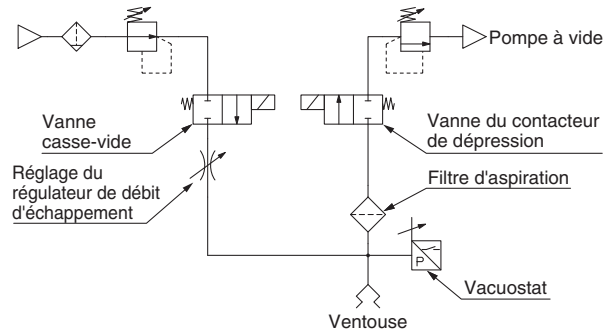 Pompe à vide
Vanne
casse-vide
Vanne du contacteur
de dépression
Réglage du
régulateur de débit
d'échappement
Filtre d'aspiration
P
Vacuostat
Ventouse